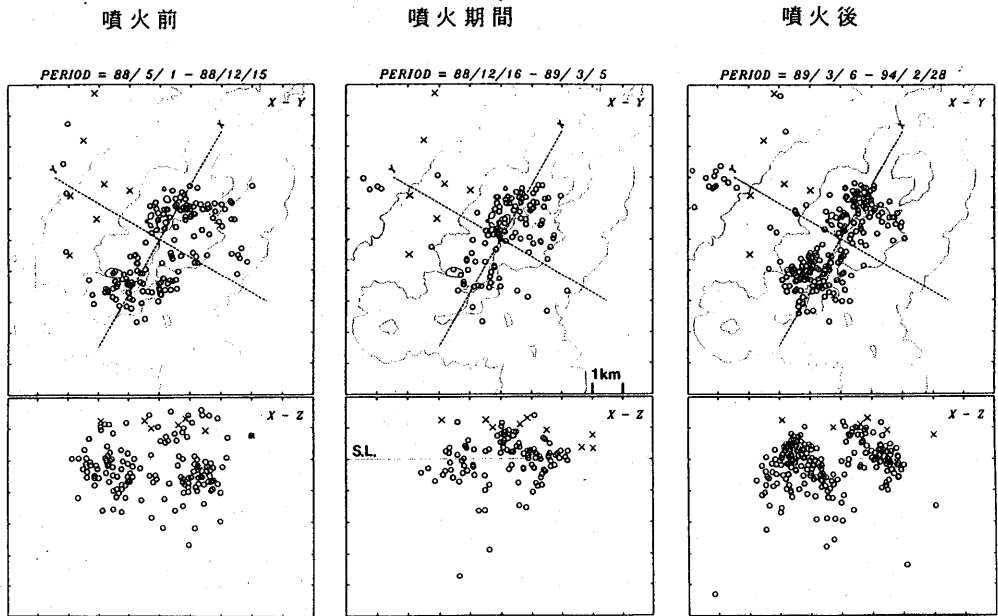 噴火前
噴火期間
噴火後
PERIOD = 88/ 5/ 1 - 88/12/15
PERIOD = 88/12/16 - 89/ 3/ 5
PERIOD = 89/ 3/ 6 - 94/ 2/28
X - Y
X - Y
X - Y
Y
X
Y
X
Y
X
1km
X - Z
X - Z
X - Z
S.L.